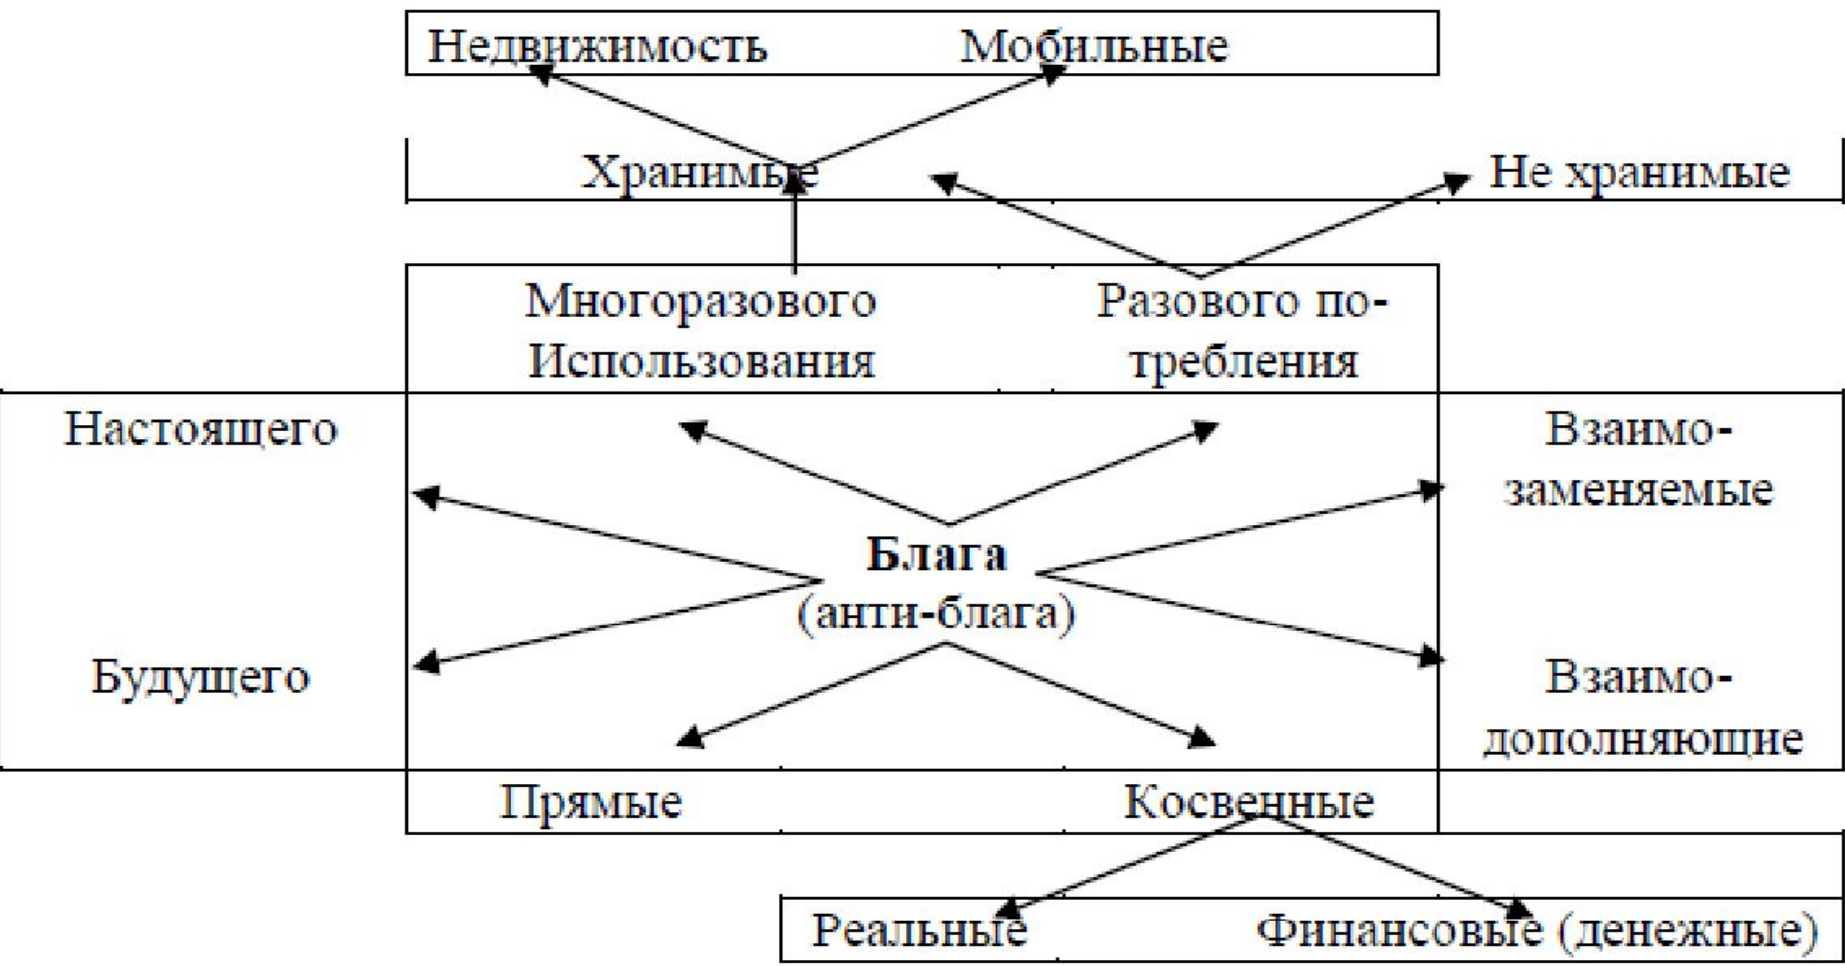 Недвижимость Мобильные
Хранимые Не хранимые
Многоразового Разового по-
Использования требления
Настоящего Взаимо-
заменяемые
Блага
(анти-блага)
Будущего Взаимо-
дополняющие
Прямые Косвенные
Реальные Финансовые (денежные)